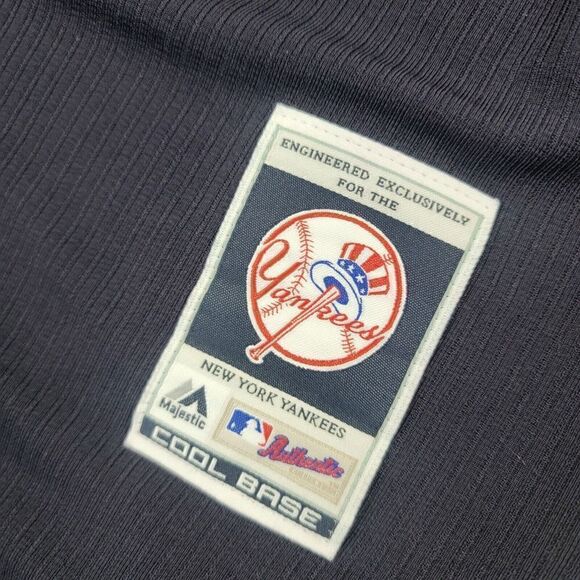 ENGINEERED EXCLUSIVELY
FOR THE
Yankees
NEW YORK YANKEES
Majestic
Authentic
COOL BASE